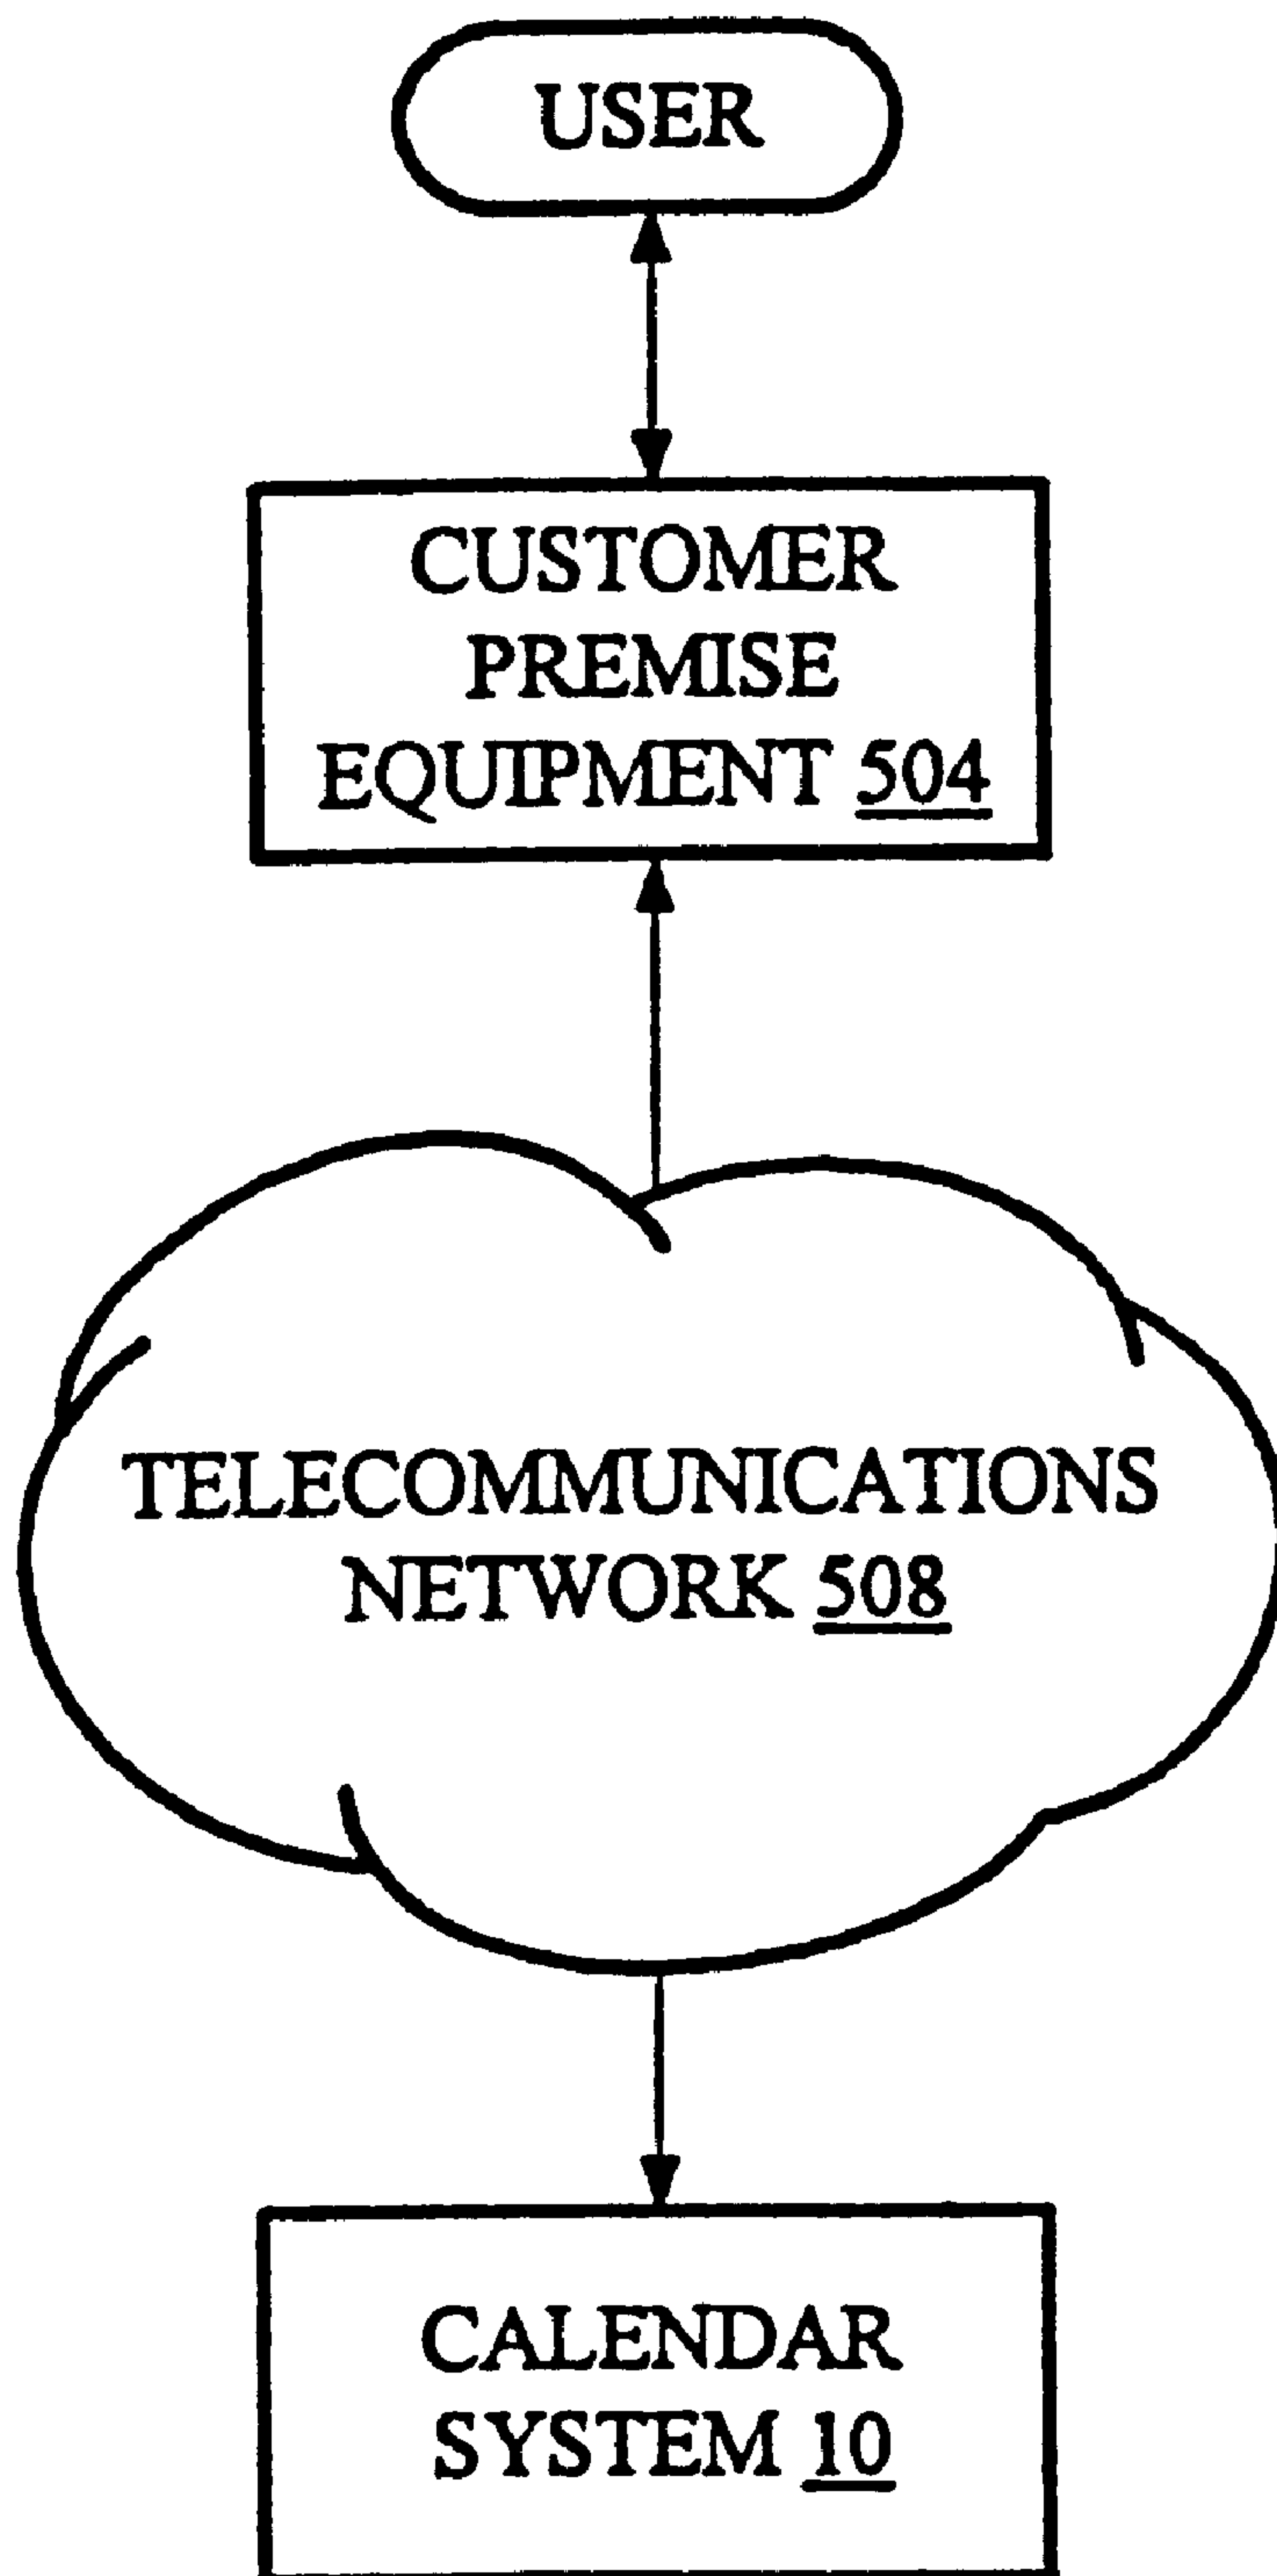 USER
CUSTOMER
PREMISE
EQUIPMENT 504
TELECOMMUNICATIONS
NETWORK 508
CALENDAR
SYSTEM 10